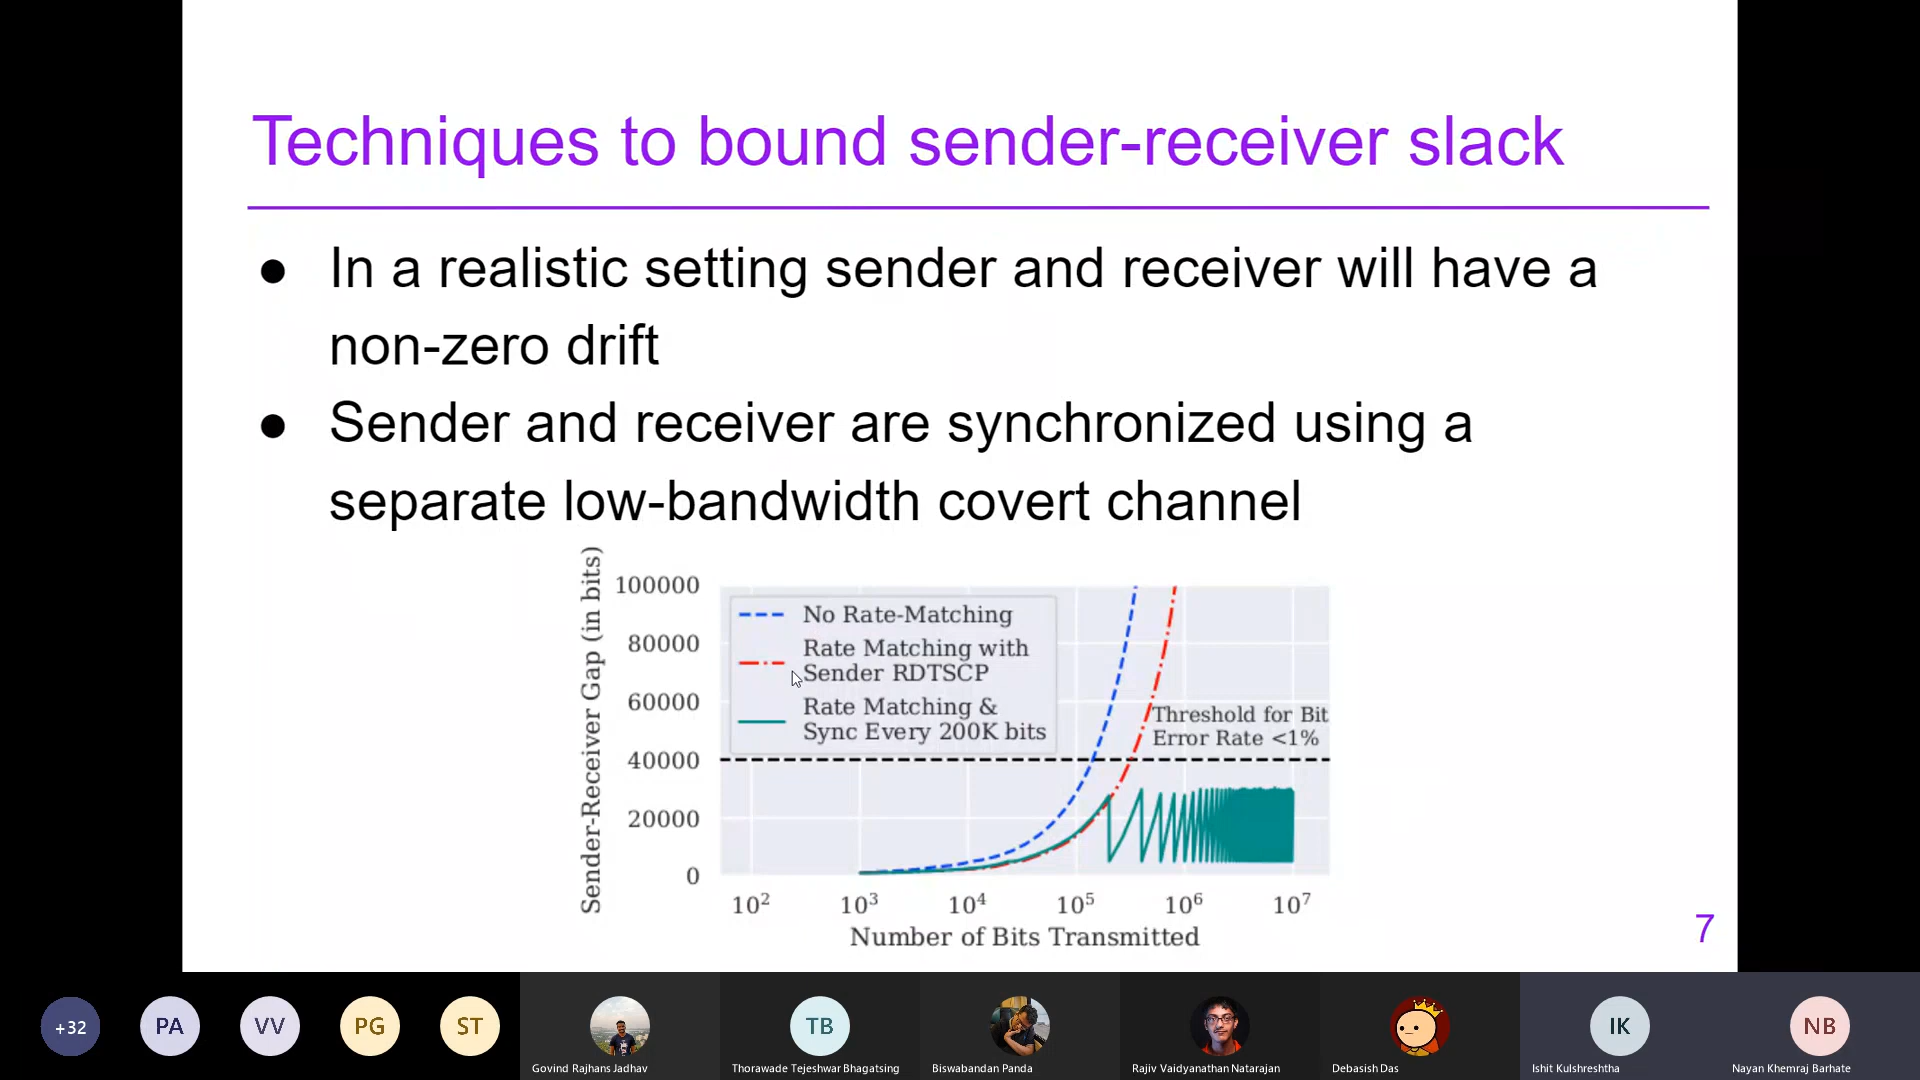 Techniques to bound sender-receiver slack
● In a realistic setting sender and receiver will have a
non-zero drift
● Sender and receiver are synchronized using a
separate low-bandwidth covert channel
Sender-Receiver Gap (in bits)
100000
80000
60000
40000
20000
0
No Rate-Matching
Rate Matching with
Sender RDTSCP
Rate Matching &
Sync Every 200K bits
Threshold for Bit
Error Rate <1%
10² 10³ 10⁴ 10⁵ 10⁶ 10⁷
Number of Bits Transmitted
7
+32 PA VV PG ST TB IK NB
Govind Rajhans Jadhav Thorawade Tejeshwar Bhagatsing Biswabandan Panda Rajiv Vaidyanathan Natarajan Debasish Das Ishit Kulshreshtha Nayan Khemraj Barhate